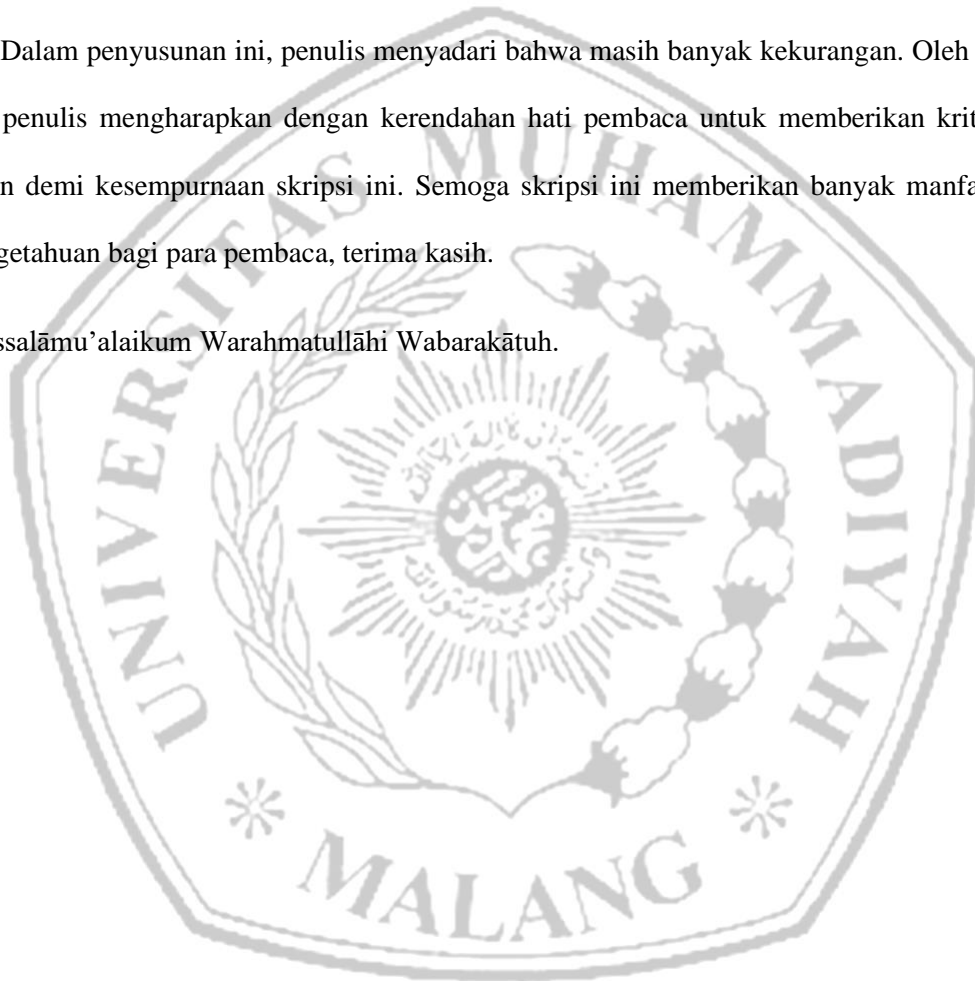 Dalam penyusunan ini, penulis menyadari bahwa masih banyak kekurangan. Oleh
penulis mengharapkan dengan kerendahan hati pembaca untuk memberikan krit
n demi kesempurnaan skripsi ini. Semoga skripsi ini memberikan banyak manfa
getahuan bagi para pembaca, terima kasih.
ssalāmu’alaikum Warahmatullāhi Wabarakātuh.
UNIVERSITAS MUHAMMADIYAH
MALANG